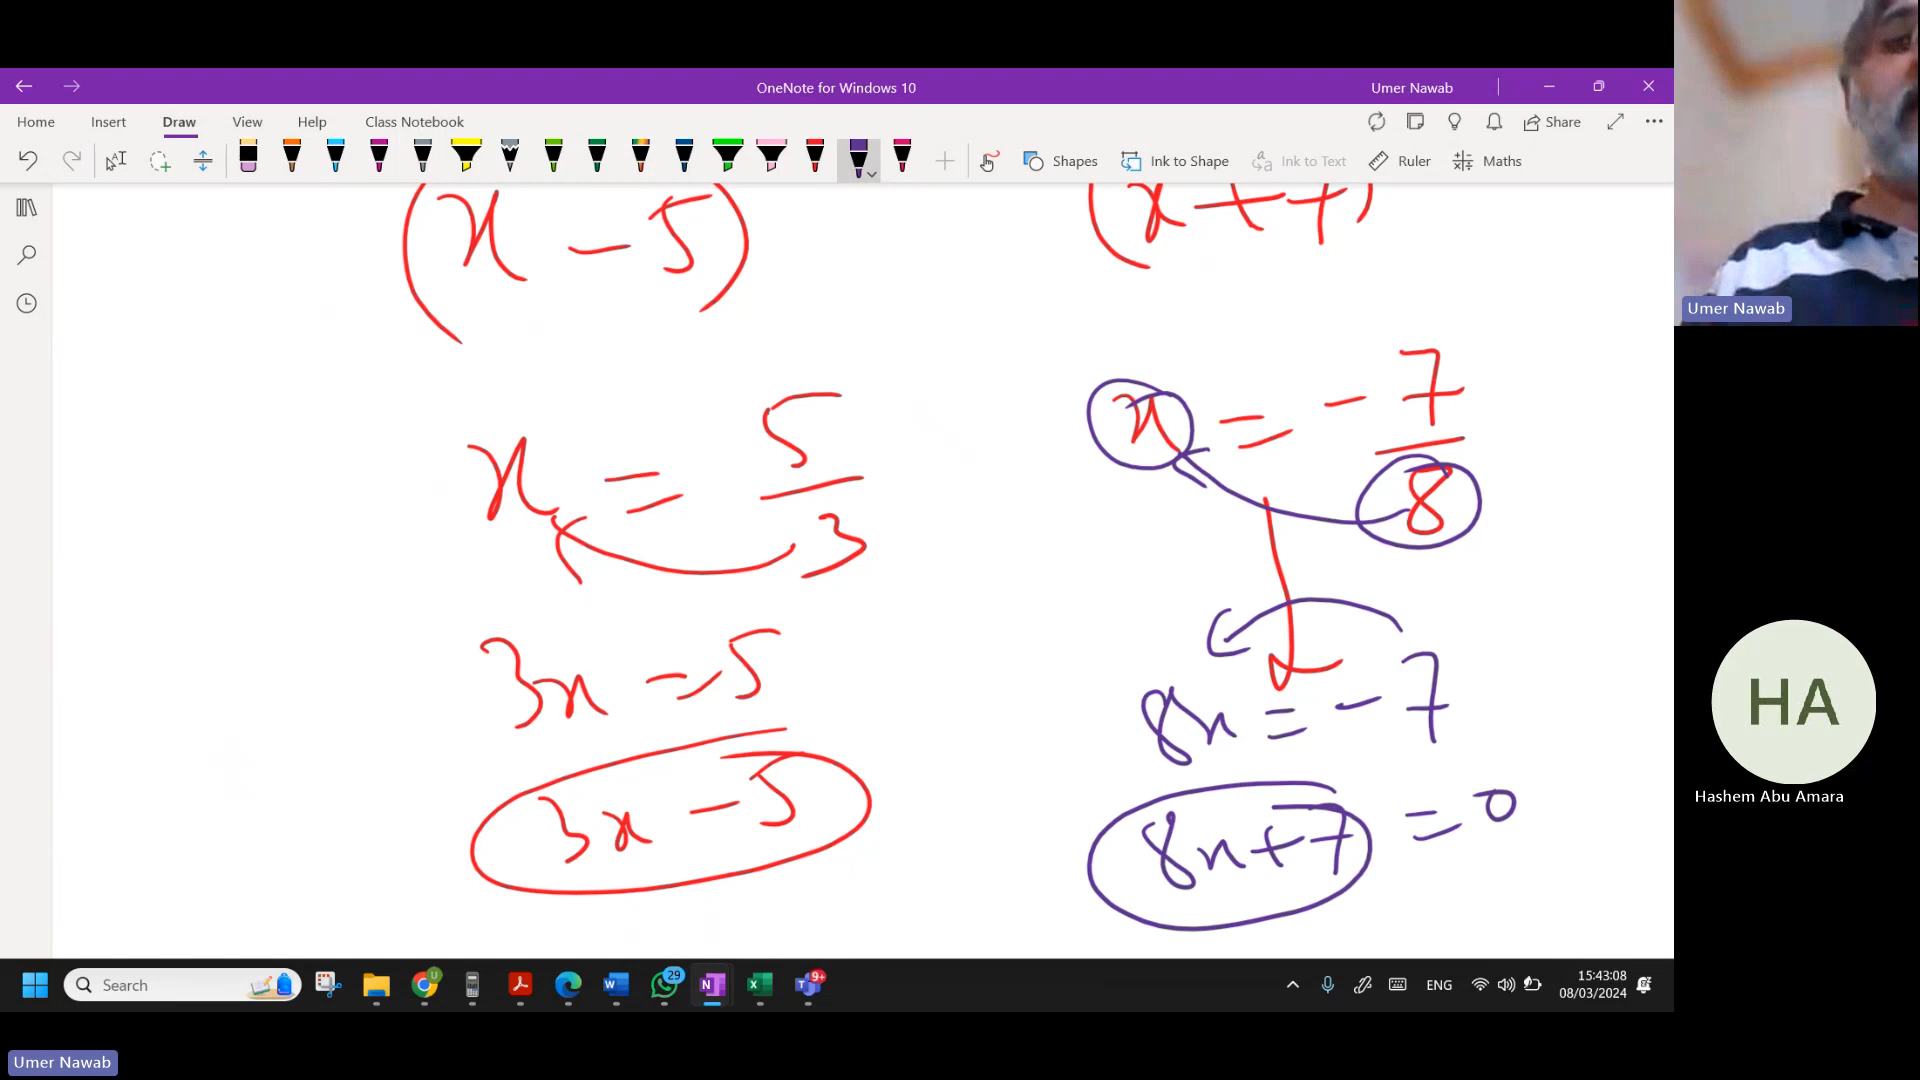 OneNote for Windows 10
Umer Nawab
Home Insert Draw View Help Class Notebook
Share
Shapes Ink to Shape Ink to Text Ruler Maths
(x - 5)
(x + 7)
x = 5/3
x = - 7/8
3x = 5
8x = - 7
3x - 5
8x + 7 = 0
Umer Nawab
HA
Hashem Abu Amara
Search
U
29
W
N
X
T
9+
ENG
15:43:08
08/03/2024
Umer Nawab